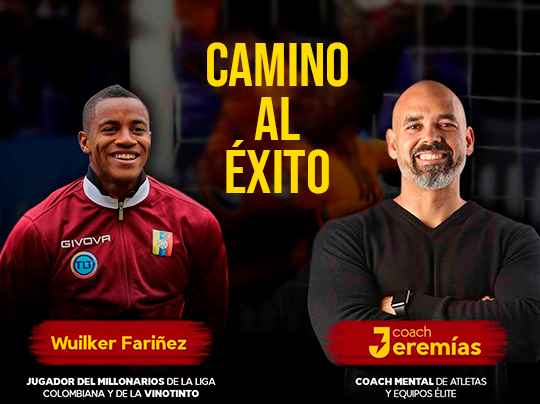 CAMINO
AL
ÉXITO
GIVOVA
TLT
Wuilker Fariñez
JUGADOR DEL MILLONARIOS DE LA LIGA
COLOMBIANA Y DE LA VINOTINTO
coach
Jeremías
COACH MENTAL DE ATLETAS
Y EQUIPOS ÉLITE